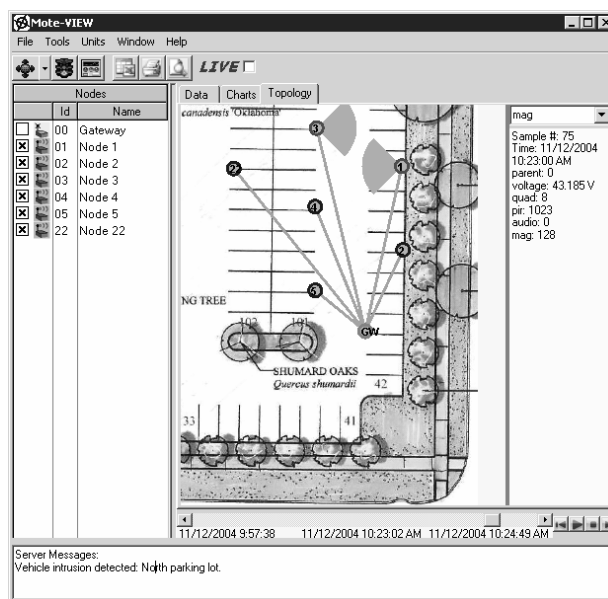 Mote-VIEW
File Tools Units Window Help
LIVE
Nodes
Id Name
00 Gateway
01 Node 1
02 Node 2
03 Node 3
04 Node 4
05 Node 5
22 Node 22
Data Charts Topology
canadensis 'Oklahoma'
3
1
2
4
2
5
GW
NG TREE
102 101
SHUMARD OAKS
Quercus shumardii
42
33
41
mag
Sample #: 75
Time: 11/12/2004
10:23:00 AM
parent: 0
voltage: 43.185 V
quad: 8
pir: 1023
audio: 0
mag: 128
11/12/2004 9:57:38 11/12/2004 10:23:02 AM 11/12/2004 10:24:49 AM
Server Messages:
Vehicle intrusion detected: North parking lot.